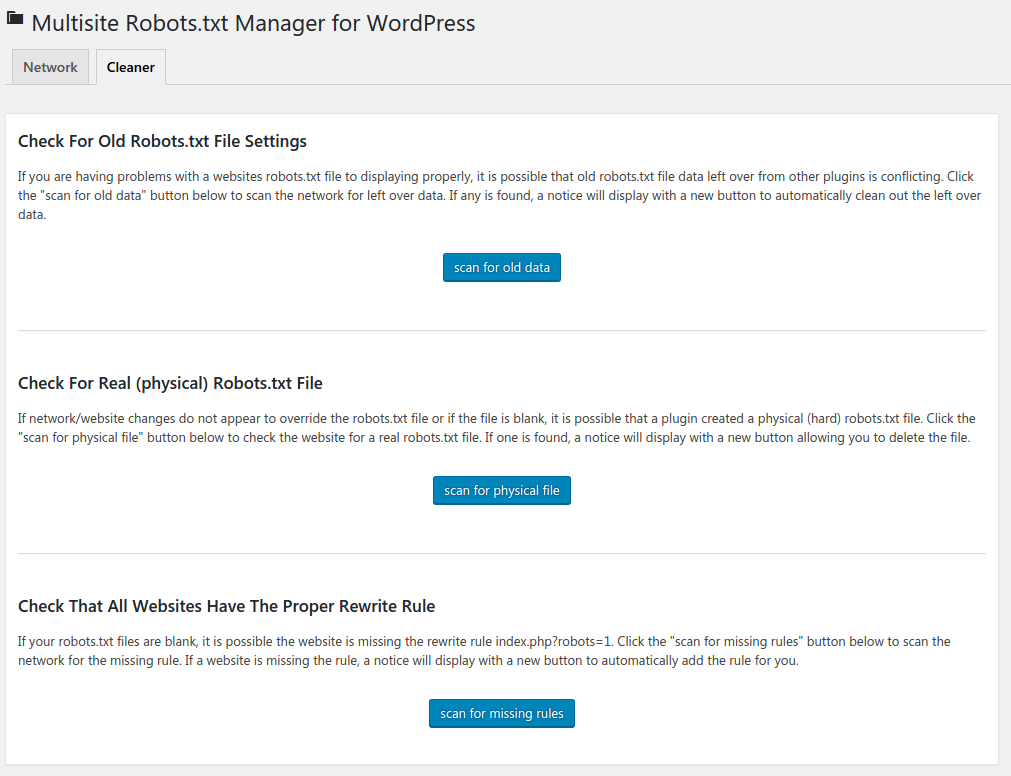 Multisite Robots.txt Manager for WordPress
Network Cleaner
Check For Old Robots.txt File Settings
If you are having problems with a websites robots.txt file to displaying properly, it is possible that old robots.txt file data left over from other plugins is conflicting. Click
the "scan for old data" button below to scan the network for left over data. If any is found, a notice will display with a new button to automatically clean out the left over
data.
scan for old data
Check For Real (physical) Robots.txt File
If network/website changes do not appear to override the robots.txt file or if the file is blank, it is possible that a plugin created a physical (hard) robots.txt file. Click the
"scan for physical file" button below to check the website for a real robots.txt file. If one is found, a notice will display with a new button allowing you to delete the file.
scan for physical file
Check That All Websites Have The Proper Rewrite Rule
If your robots.txt files are blank, it is possible the website is missing the rewrite rule index.php?robots=1. Click the "scan for missing rules" button below to scan the
network for the missing rule. If a website is missing the rule, a notice will display with a new button to automatically add the rule for you.
scan for missing rules